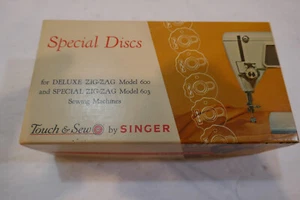 Special Discs
for DELUXE ZIG-ZAG Model 600
and SPECIAL ZIG-ZAG Model 603
Sewing Machines
Touch & Sew S by SINGER